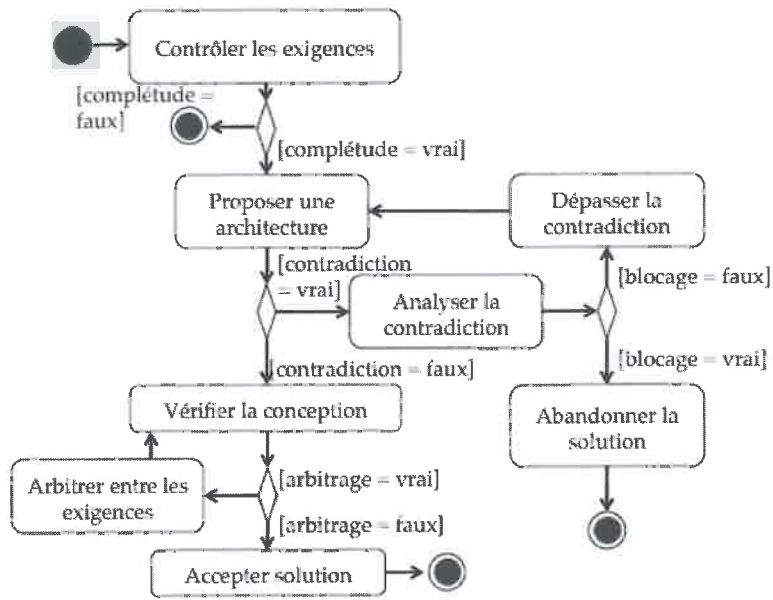 Contrôler les exigences
[complétude =
faux]
[complétude = vrai]
Proposer une
architecture
Dépasser la
contradiction
[contradiction
= vrai]
Analyser la
contradiction
[blocage = faux]
[contradiction = faux]
[blocage = vrai]
Vérifier la conception
Abandonner la
solution
Arbitrer entre les
exigences
[arbitrage = vrai]
[arbitrage = faux]
Accepter solution